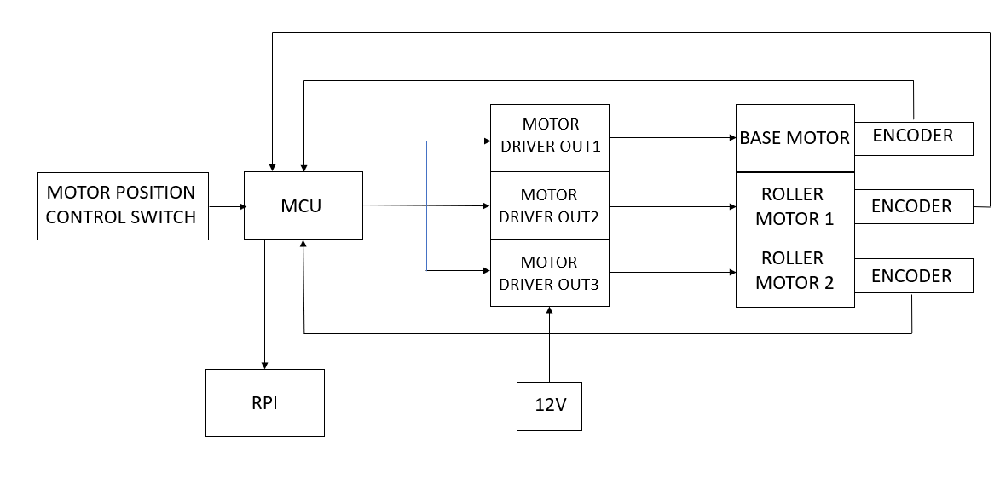 MOTOR
DRIVER OUT1
BASE MOTOR
ENCODER
MOTOR POSITION
CONTROL SWITCH
MCU
MOTOR
DRIVER OUT2
ROLLER
MOTOR 1
ENCODER
MOTOR
DRIVER OUT3
ROLLER
MOTOR 2
ENCODER
RPI
12V